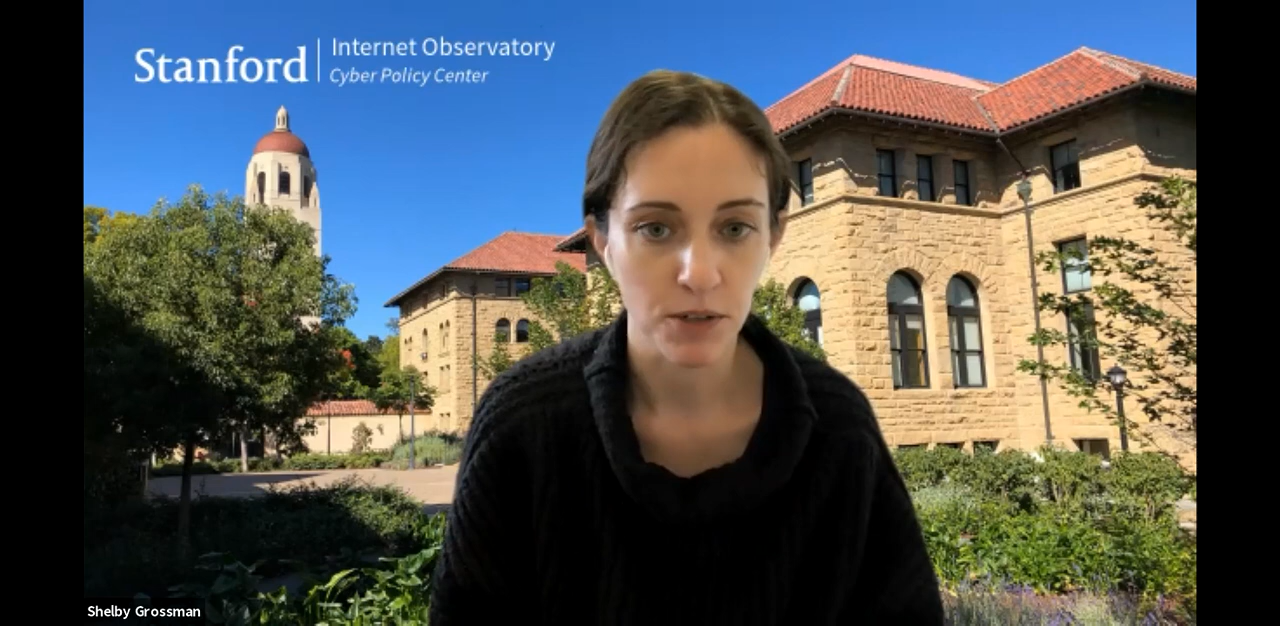 Stanford
Internet Observatory
Cyber Policy Center
Shelby Grossman